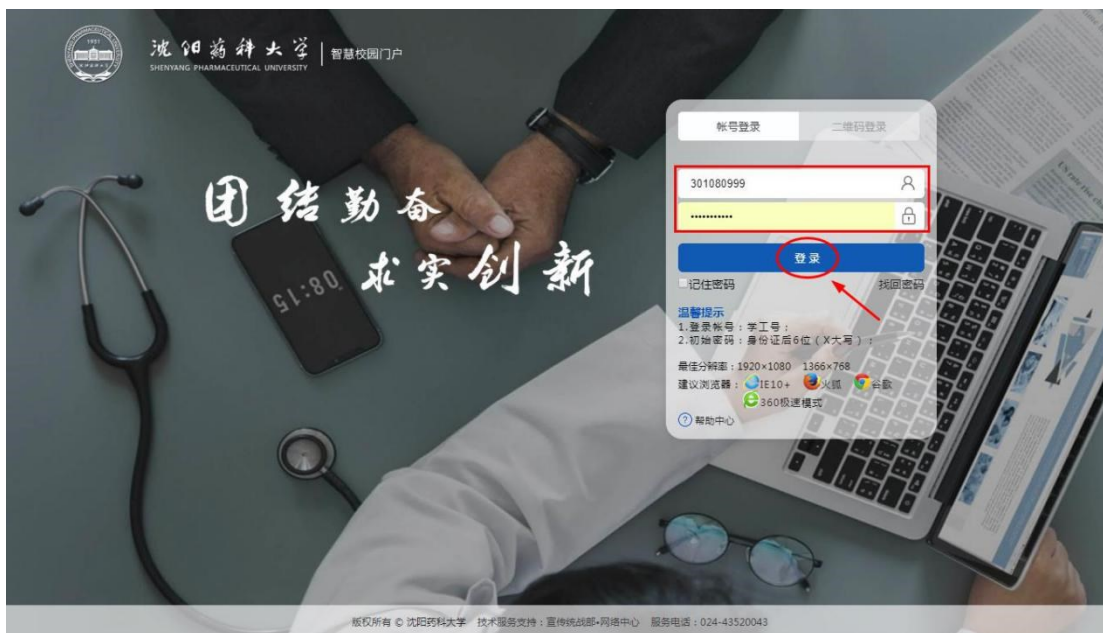 沈阳药科大学
SHENYANG PHARMACEUTICAL UNIVERSITY
智慧校园门户
1931
团结勤奋
求实创新
08:15
帐号登录
二维码登录
301080999
登录
记住密码
找回密码
温馨提示
1.登录帐号：学工号；
2.初始密码：身份证后6位（X大写）；
最佳分辨率：1920×1080 1366×768
建议浏览器： IE10+ 火狐 谷歌
360极速模式
? 帮助中心
版权所有 © 沈阳药科大学 技术服务支持：宣传统战部•网络中心 服务电话：024-43520043